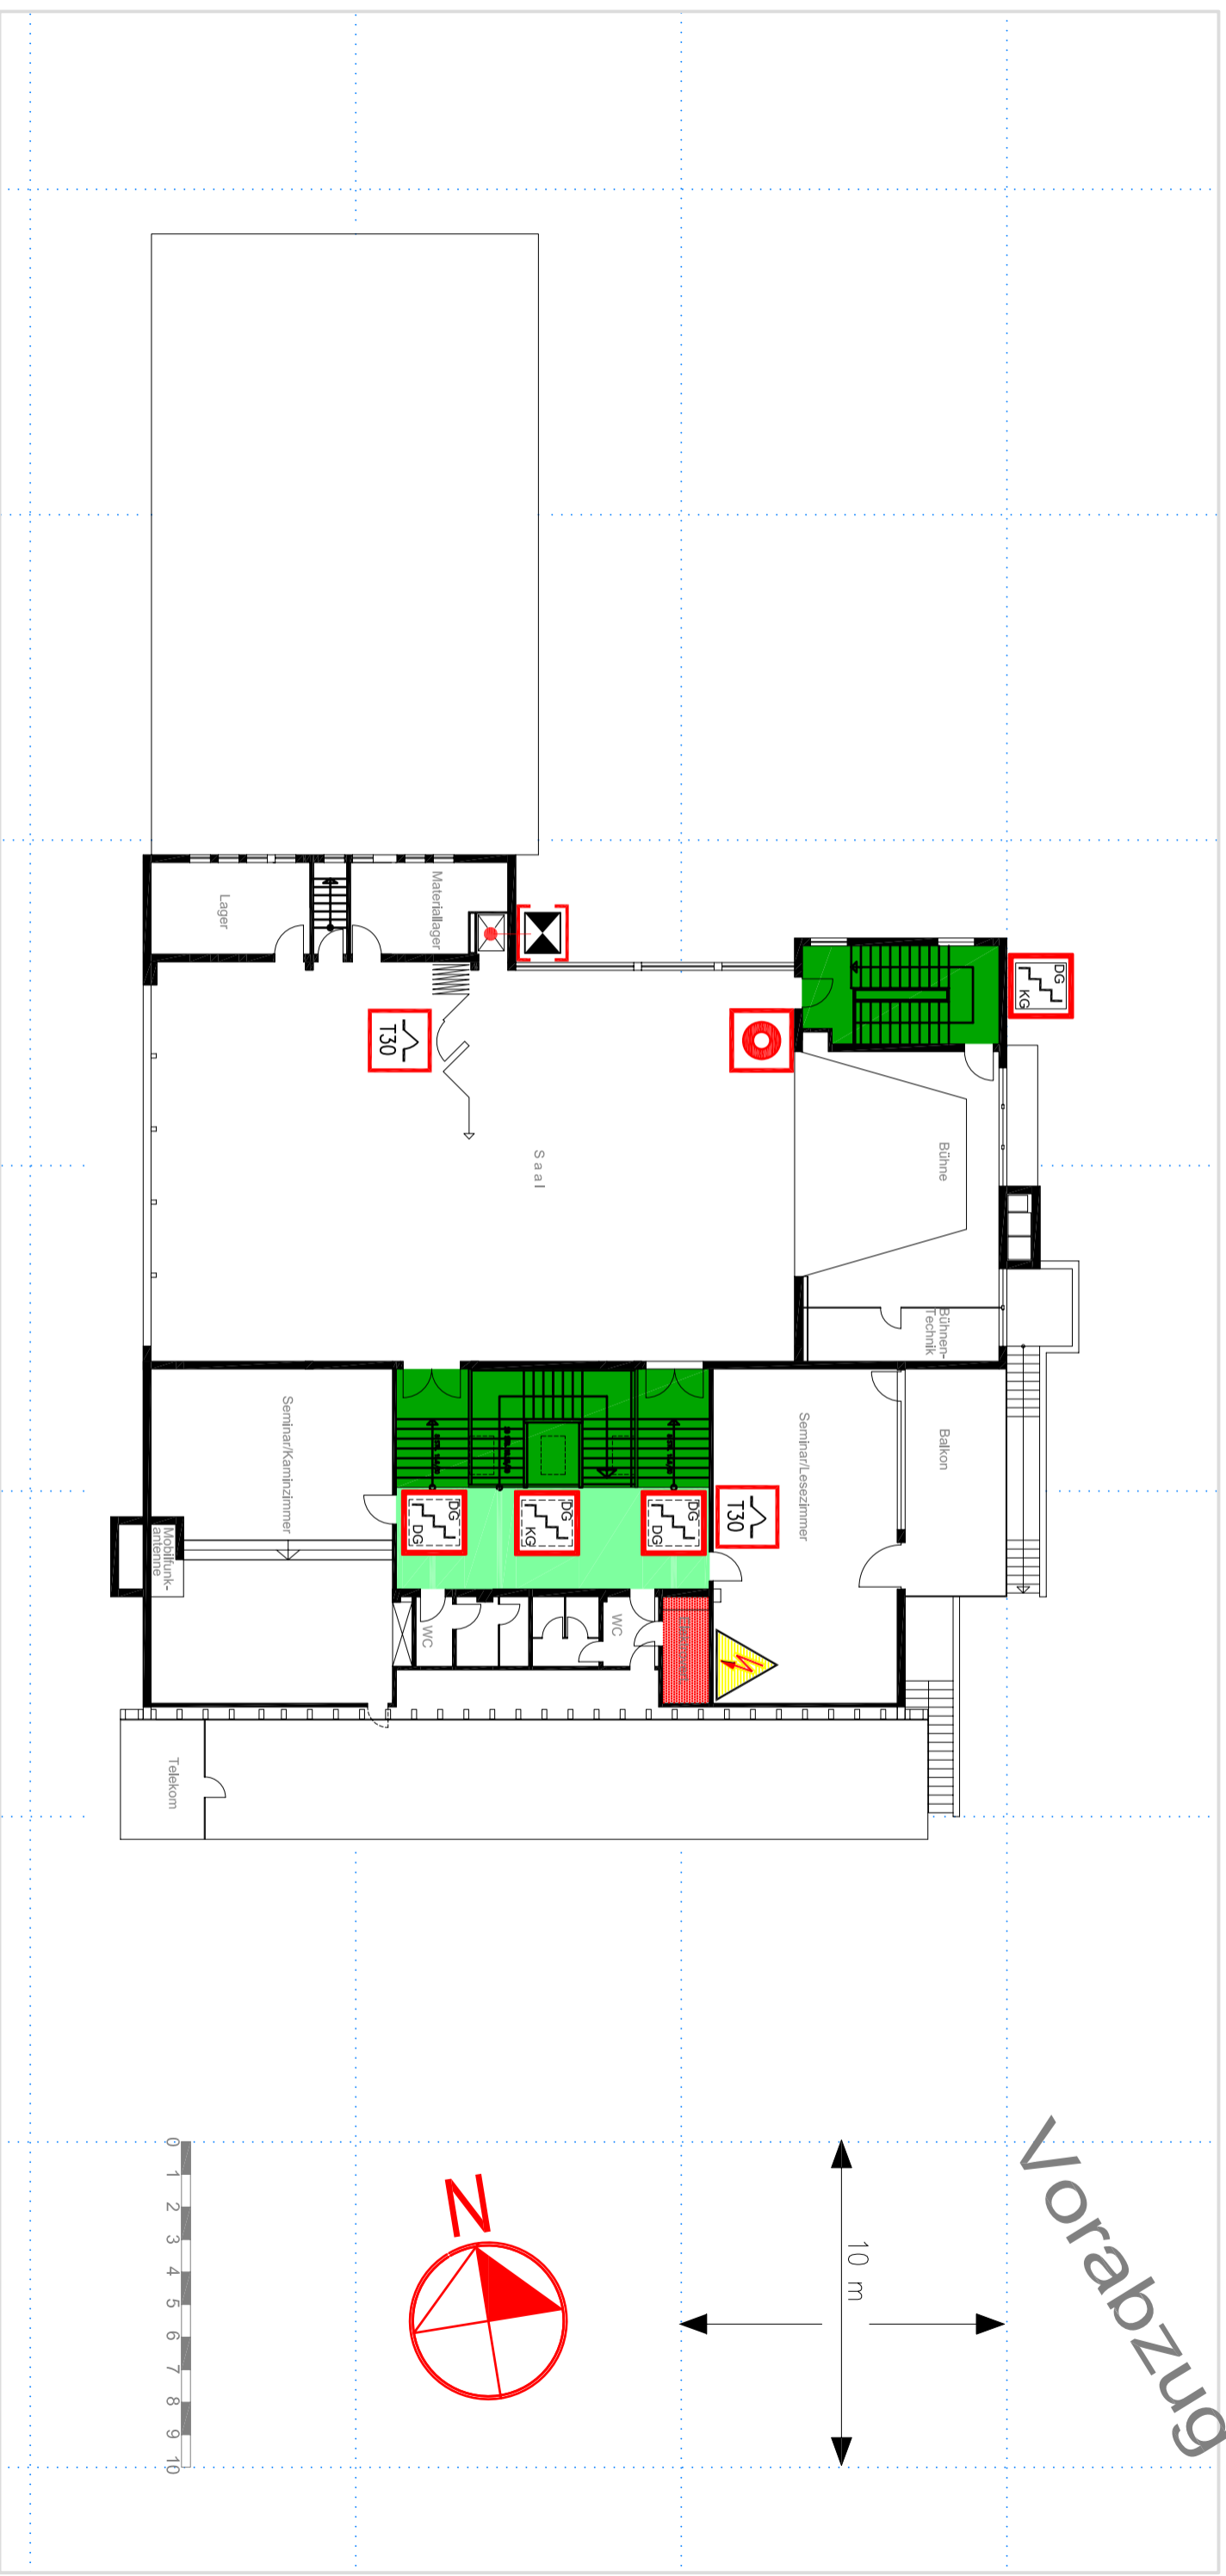 Vorabzug
DG
KG
Bühne
Bühnen-
Technik
Balkon
Seminar/Lesezimmer
T30
Saal
Materiallager
Lager
T30
Seminar/Kaminzimmer
DG
DG
DG
KG
DG
DG
WC
WC
Mobilfunk-
antenne
Telekom
10 m
N
0 1 2 3 4 5 6 7 8 9 10